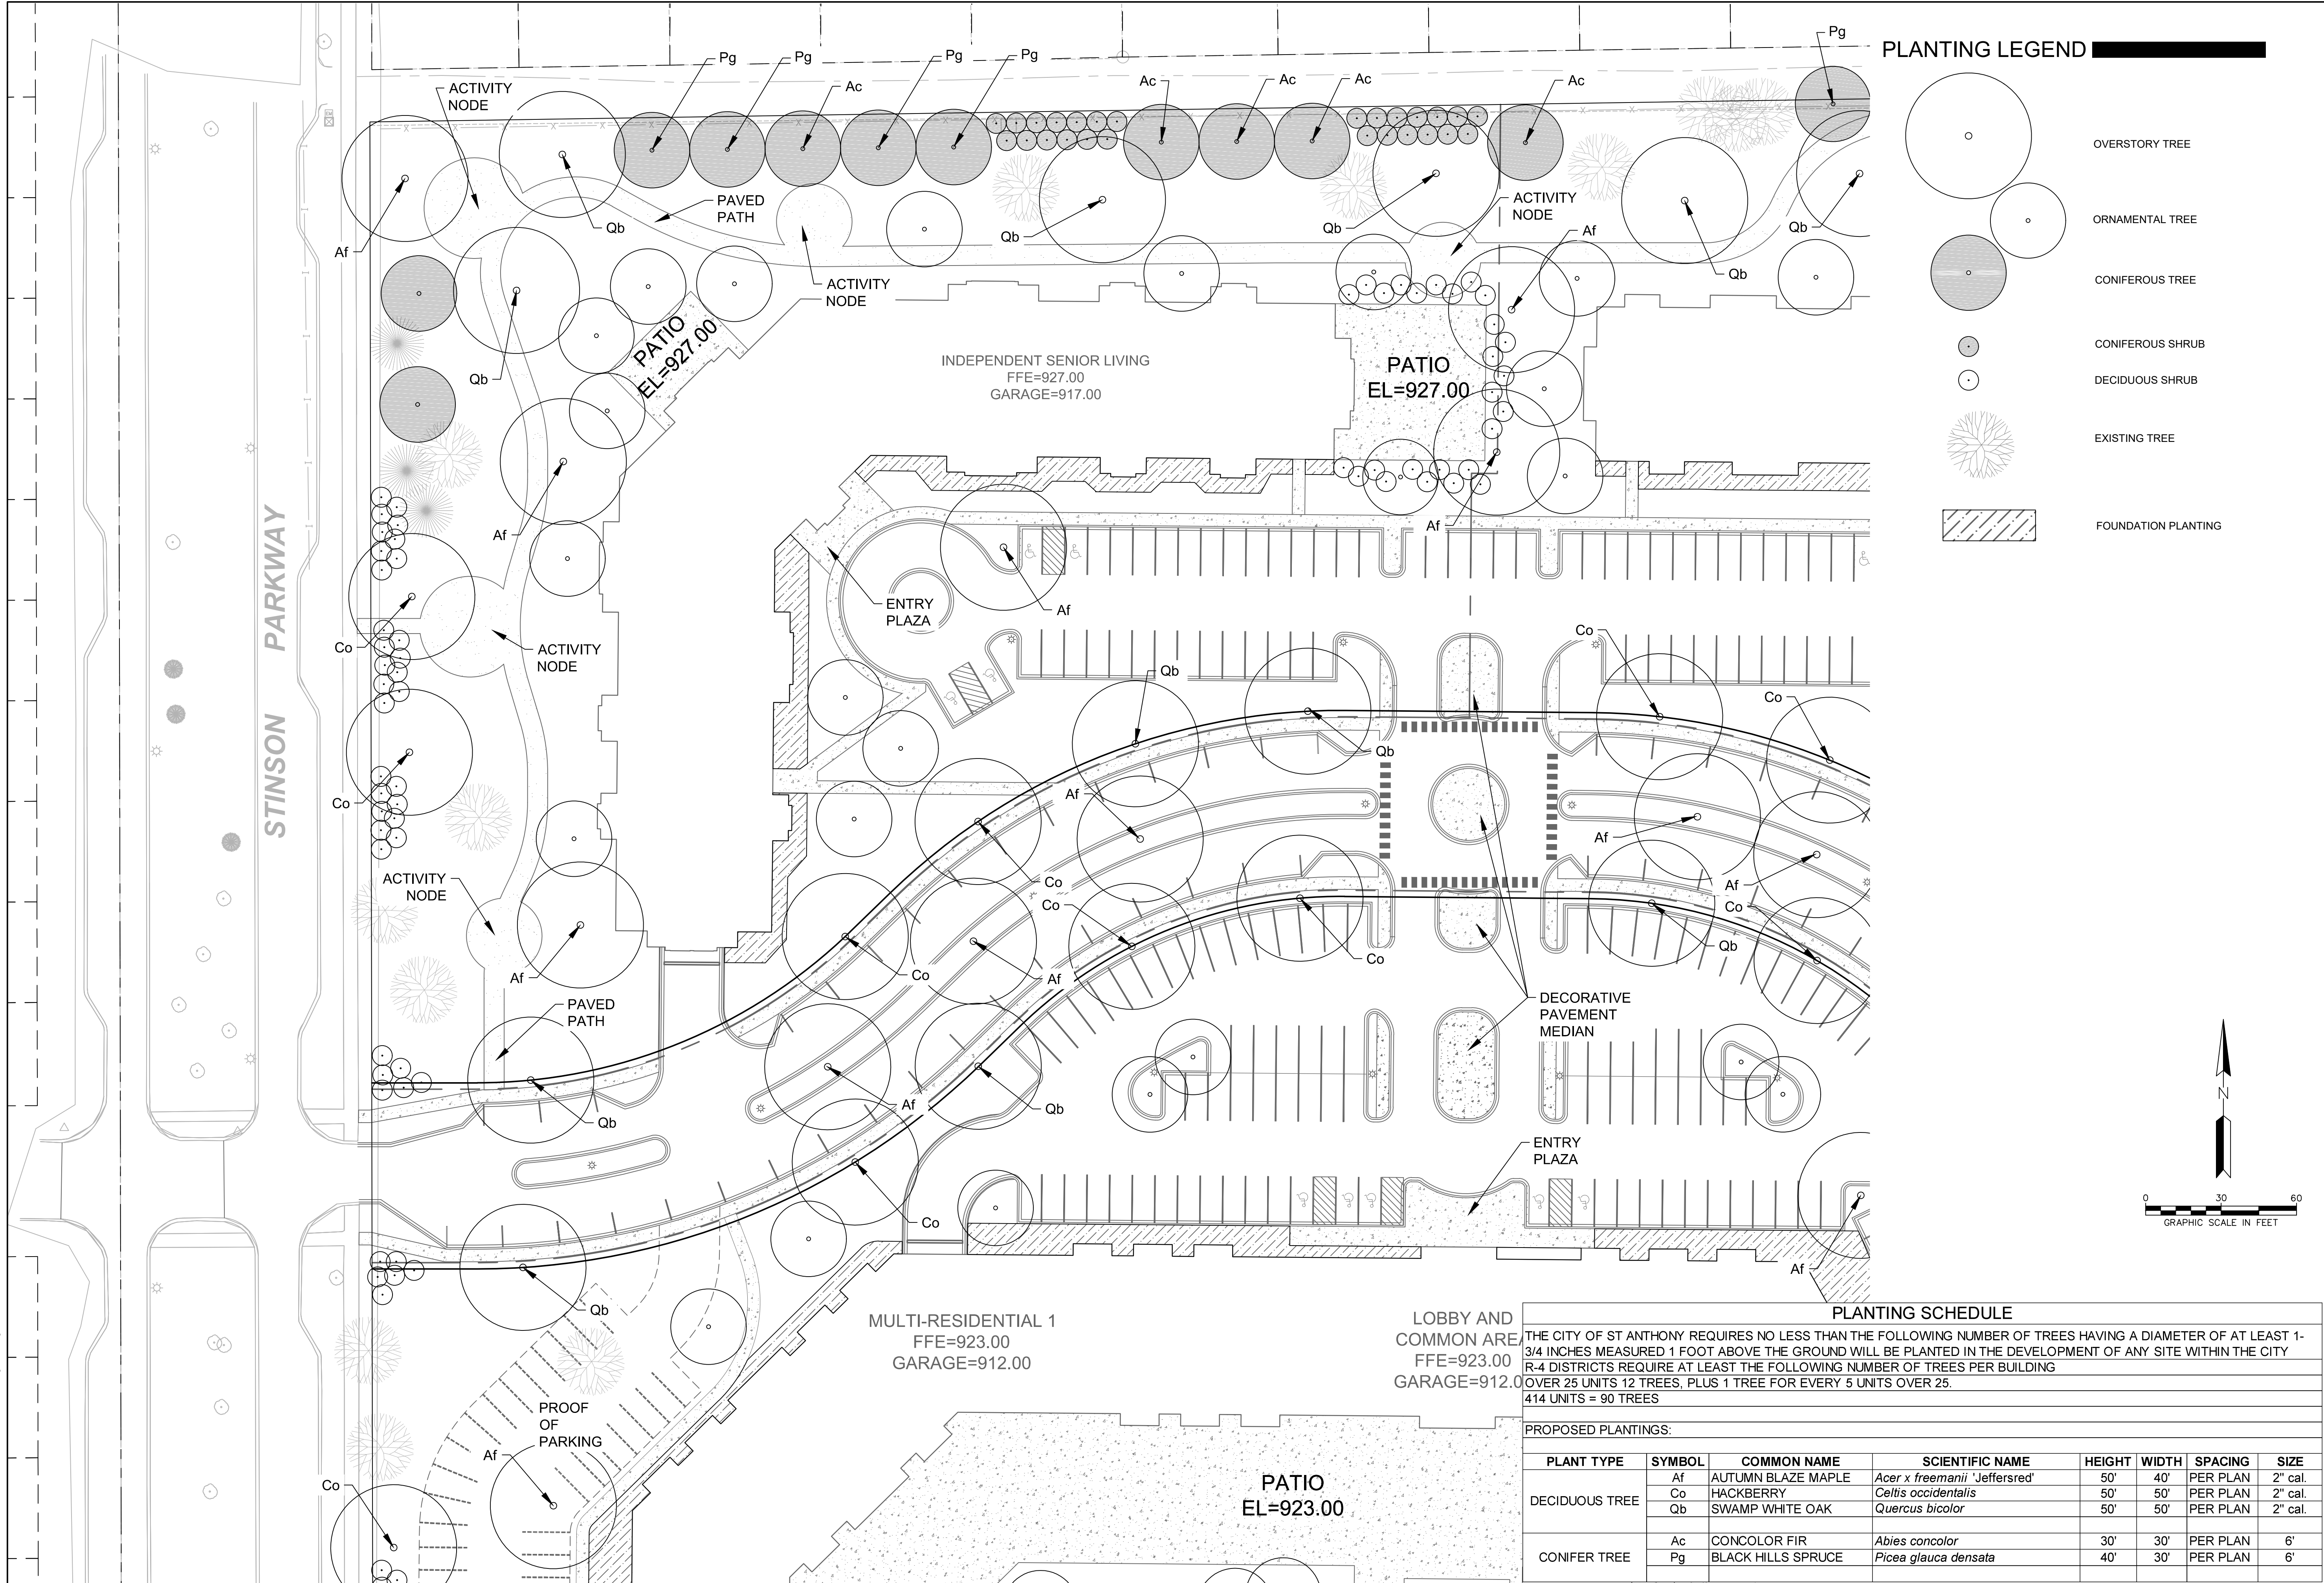 PLANTING LEGEND
OVERSTORY TREE
ORNAMENTAL TREE
CONIFEROUS TREE
CONIFEROUS SHRUB
DECIDUOUS SHRUB
EXISTING TREE
FOUNDATION PLANTING
Pg
Pg
Pg
Pg
Pg
Ac
Ac
Ac
Ac
Ac
ACTIVITY
NODE
PAVED
PATH
Qb
Af
ACTIVITY
NODE
Qb
Qb
ACTIVITY
NODE
Af
Qb
Qb
Qb
PATIO
EL=927.00
INDEPENDENT SENIOR LIVING
FFE=927.00
GARAGE=917.00
PATIO
EL=927.00
Af
Af
STINSON PARKWAY
ENTRY
PLAZA
Af
Co
ACTIVITY
NODE
Co
Qb
Co
Co
Qb
Co
Af
Af
ACTIVITY
NODE
Co
Co
Af
Co
Qb
Co
Co
Af
Af
Af
PAVED
PATH
DECORATIVE
PAVEMENT
MEDIAN
Af
Qb
Qb
ENTRY
PLAZA
Co
Af
Qb
N
0 30 60
GRAPHIC SCALE IN FEET
MULTI-RESIDENTIAL 1
FFE=923.00
GARAGE=912.00
LOBBY AND
COMMON AREA
FFE=923.00
GARAGE=912.0
PROOF
OF
PARKING
Af
Co
PATIO
EL=923.00
PLANTING SCHEDULE
THE CITY OF ST ANTHONY REQUIRES NO LESS THAN THE FOLLOWING NUMBER OF TREES HAVING A DIAMETER OF AT LEAST 1-
3/4 INCHES MEASURED 1 FOOT ABOVE THE GROUND WILL BE PLANTED IN THE DEVELOPMENT OF ANY SITE WITHIN THE CITY
R-4 DISTRICTS REQUIRE AT LEAST THE FOLLOWING NUMBER OF TREES PER BUILDING
OVER 25 UNITS 12 TREES, PLUS 1 TREE FOR EVERY 5 UNITS OVER 25.
414 UNITS = 90 TREES
PROPOSED PLANTINGS:
PLANT TYPE SYMBOL COMMON NAME SCIENTIFIC NAME HEIGHT WIDTH SPACING SIZE
DECIDUOUS TREE
Af AUTUMN BLAZE MAPLE Acer x freemanii 'Jeffersred' 50' 40' PER PLAN 2" cal.
Co HACKBERRY Celtis occidentalis 50' 50' PER PLAN 2" cal.
Qb SWAMP WHITE OAK Quercus bicolor 50' 50' PER PLAN 2" cal.
CONIFER TREE
Ac CONCOLOR FIR Abies concolor 30' 30' PER PLAN 6'
Pg BLACK HILLS SPRUCE Picea glauca densata 40' 30' PER PLAN 6'